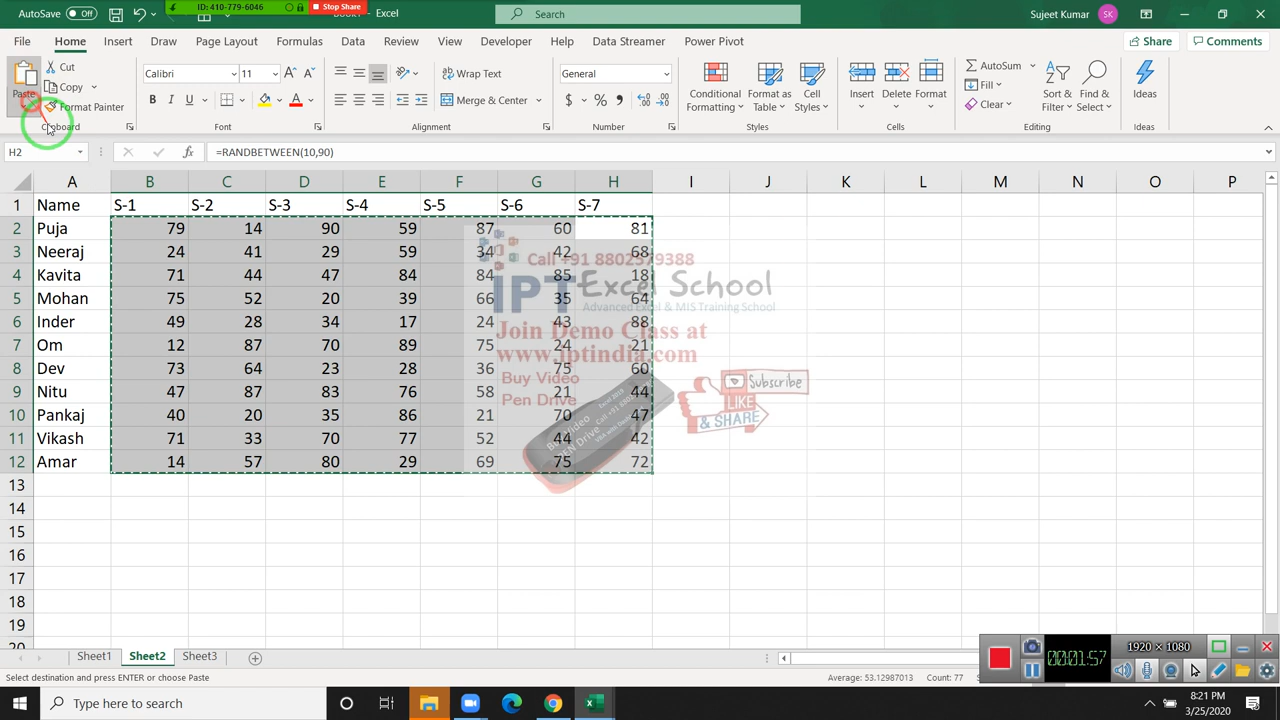 AutoSave Off
ID: 410-779-6046
Stop Share
Excel
Search
Sujeet Kumar
SK
File Home Insert Draw Page Layout Formulas Data Review View Developer Help Data Streamer Power Pivot
Share Comments
Paste
Cut
Copy
Format Painter
Calibri 11
B I U
Wrap Text
Merge & Center
General
$ % 9
Conditional Formatting
Format as Table
Cell Styles
Insert
Delete
Format
AutoSum
Fill
Clear
Sort & Filter
Find & Select
Ideas
Clipboard Font Alignment Number Styles Cells Editing Ideas
H2 fx =RANDBETWEEN(10,90)
A B C D E F G H I J K L M N O P
1 Name S-1 S-2 S-3 S-4 S-5 S-6 S-7
2 Puja 79 14 90 59 87 60 81
3 Neeraj 24 41 29 59 34 42 68
4 Kavita 71 44 47 84 84 85 18
5 Mohan 75 52 20 39 66 35 64
6 Inder 49 28 34 17 24 43 88
7 Om 12 87 70 89 75 24 21
8 Dev 73 64 23 28 36 75 60
9 Nitu 47 87 83 76 58 21 44
10 Pankaj 40 20 35 86 21 70 47
11 Vikash 71 33 70 77 52 44 42
12 Amar 14 57 80 29 69 75 72
13
14
15
16
17
18
19
20
Call +91 8802579388
IPT Excel School
Advanced Excel & MIS Training School
Join Demo Class at
www.iptindia.com
Buy Video
Pen Drive
Subscribe
LIKE
& SHARE
Sheet1 Sheet2 Sheet3
Select destination and press ENTER or choose Paste
Average: 53.12987013 Count: 77
00:01:57
1920 × 1080
Type here to search
8:21 PM
3/25/2020